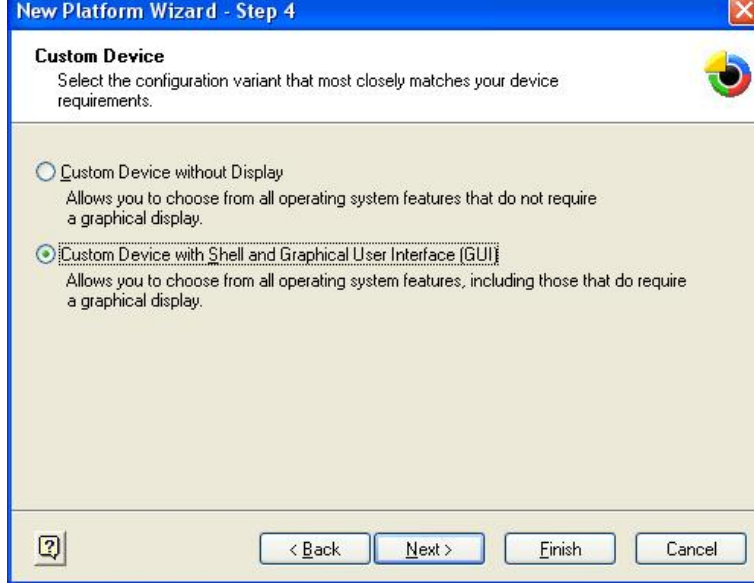 New Platform Wizard - Step 4
Custom Device
Select the configuration variant that most closely matches your device
requirements.
Custom Device without Display
Allows you to choose from all operating system features that do not require
a graphical display.
Custom Device with Shell and Graphical User Interface (GUI)
Allows you to choose from all operating system features, including those that do require
a graphical display.
?
< Back
Next >
Finish
Cancel